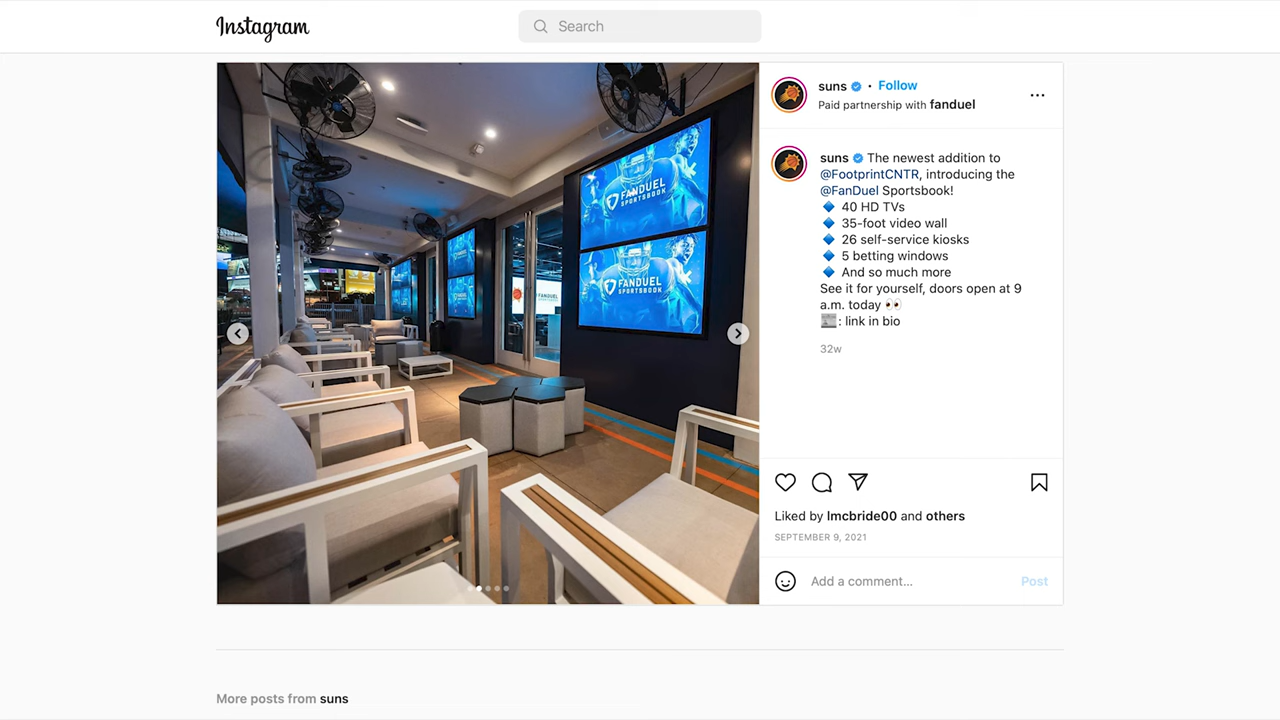 Instagram
Search
FANDUEL
SPORTSBOOK
FANDUEL
SPORTSBOOK
FANDUEL
suns • Follow
Paid partnership with fanduel
suns The newest addition to
@FootprintCNTR, introducing the
@FanDuel Sportsbook!
🔹 40 HD TVs
🔹 35-foot video wall
🔹 26 self-service kiosks
🔹 5 betting windows
🔹 And so much more
See it for yourself, doors open at 9
a.m. today 👀
📰: link in bio
32w
Liked by lmcbride00 and others
SEPTEMBER 9, 2021
Add a comment...
Post
More posts from suns